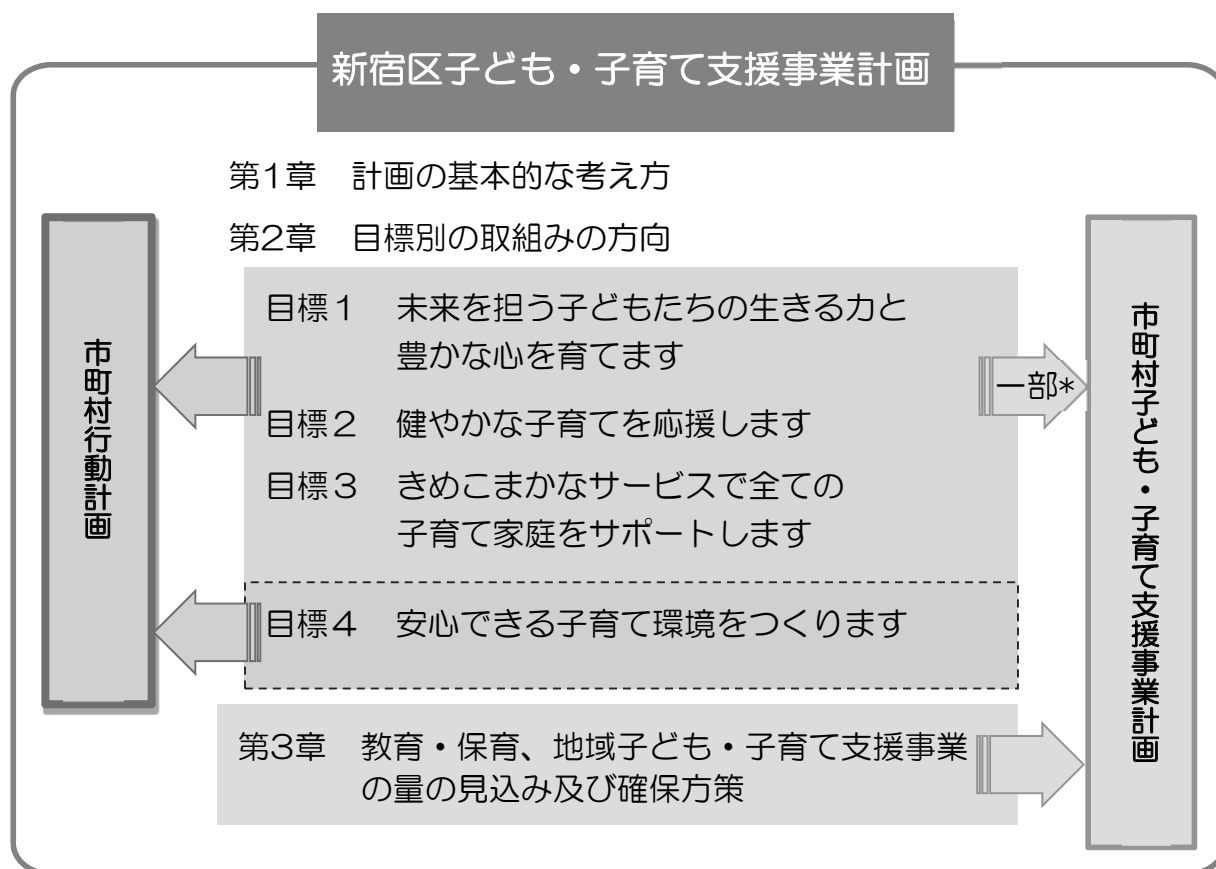 新宿区子ども・子育て支援事業計画
第1章　計画の基本的な考え方
第2章　目標別の取組みの方向
目標１　未来を担う子どもたちの生きる力と
豊かな心を育てます
目標２　健やかな子育てを応援します
目標３　きめこまかなサービスで全ての
子育て家庭をサポートします
目標４　安心できる子育て環境をつくります
第3章　教育・保育、地域子ども・子育て支援事業
の量の見込み及び確保方策
市町村行動計画
一部*
市町村子ども・子育て支援事業計画